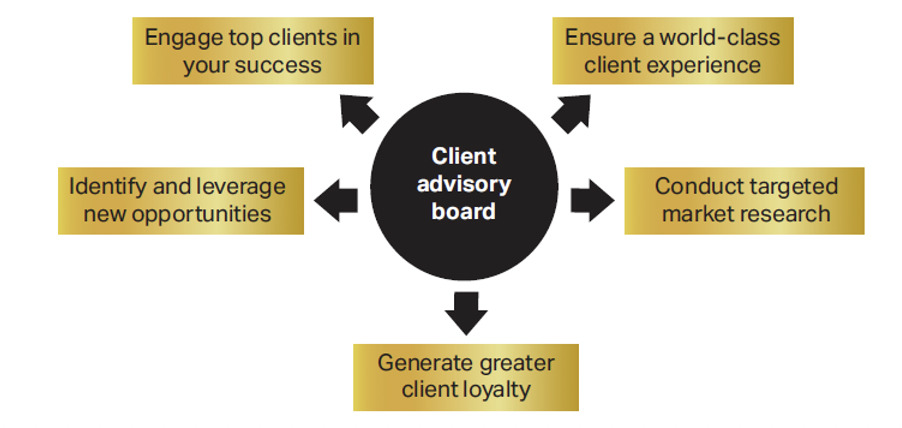 Engage top clients in
your success
Ensure a world-class
client experience
Client
advisory
board
Identify and leverage
new opportunities
Conduct targeted
market research
Generate greater
client loyalty